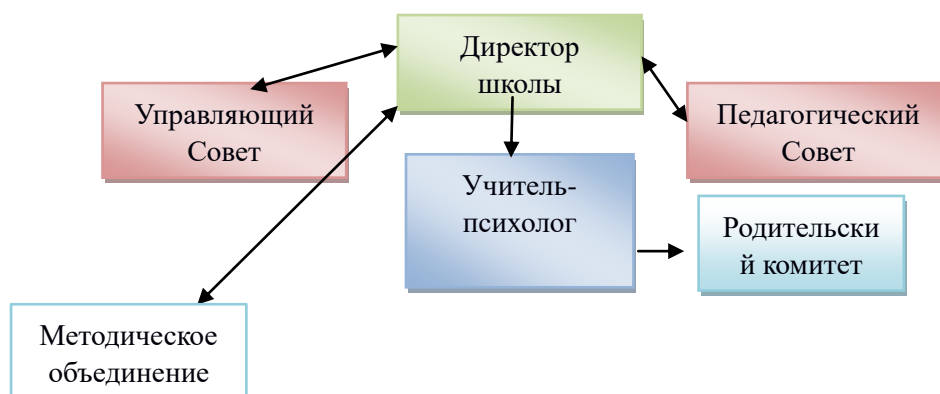 Директор
школы
Управляющий
Совет
Педагогический
Совет
Учитель-
психолог
Родительски
й комитет
Методическое
объединение